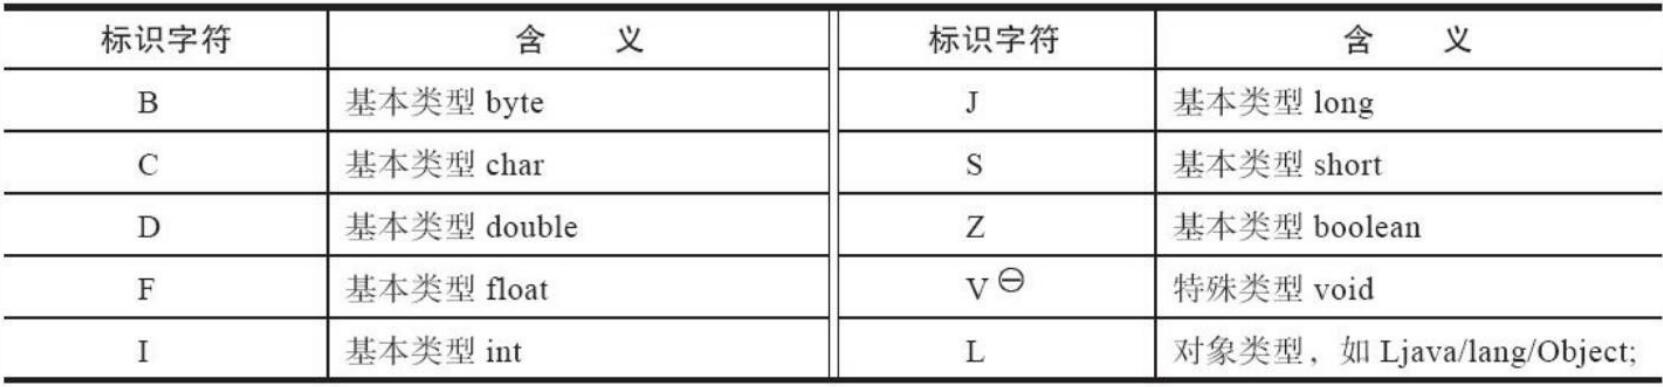 标识字符 含 义 标识字符 含 义
B 基本类型 byte J 基本类型 long
C 基本类型 char S 基本类型 short
D 基本类型 double Z 基本类型 boolean
F 基本类型 float V㊀ 特殊类型 void
I 基本类型 int L 对象类型，如 Ljava/lang/Object;